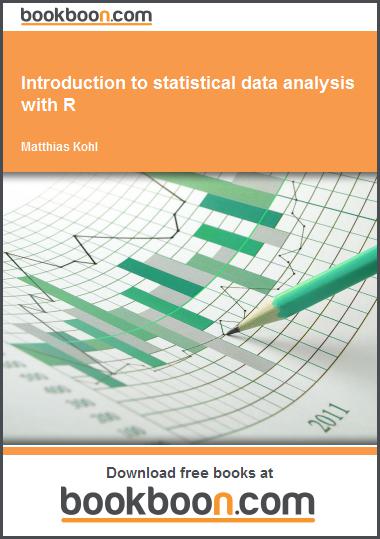 bookboon.com
Introduction to statistical data analysis
with R
Matthias Kohl
2011
Download free books at
bookboon.com